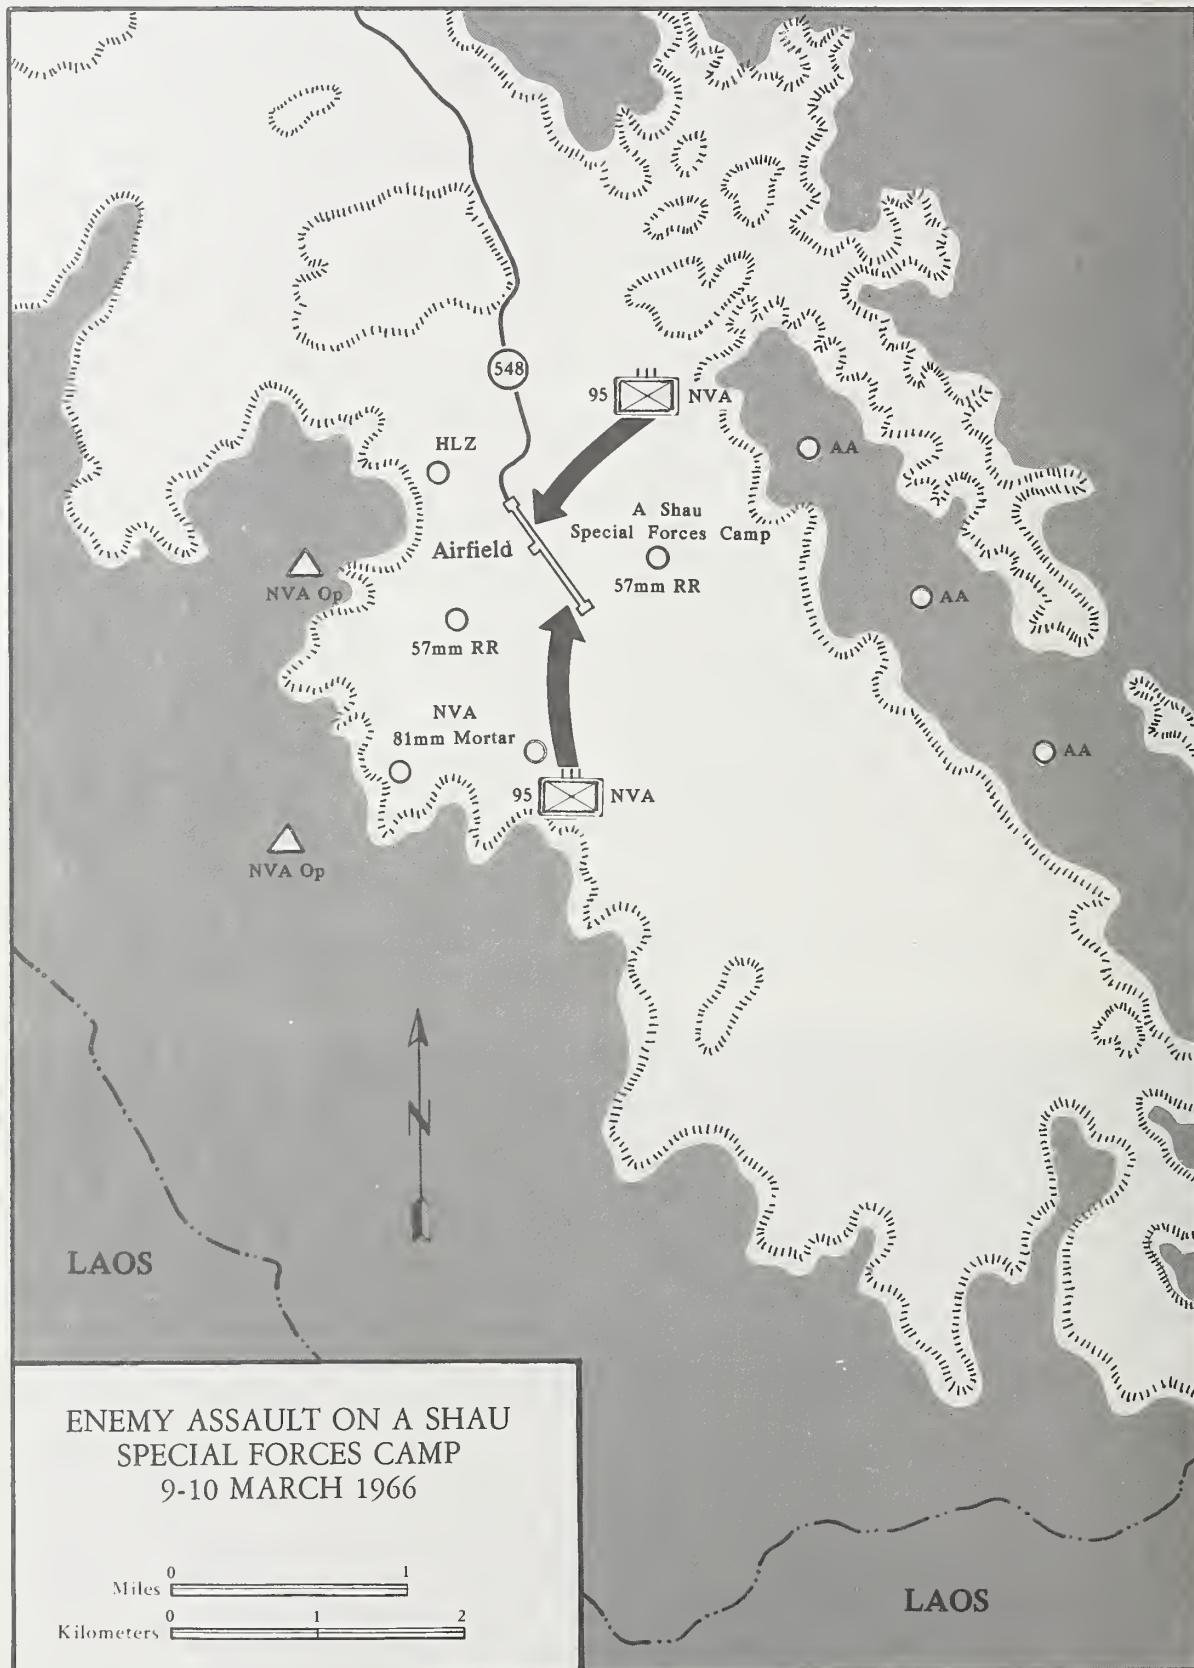 548
95 NVA
HLZ
AA
A Shau
Special Forces Camp
Airfield
57mm RR
NVA Op
AA
57mm RR
NVA
81mm Mortar
AA
95 NVA
NVA Op
N
LAOS
ENEMY ASSAULT ON A SHAU
SPECIAL FORCES CAMP
9-10 MARCH 1966
0 1
Miles
0 1 2
Kilometers
LAOS